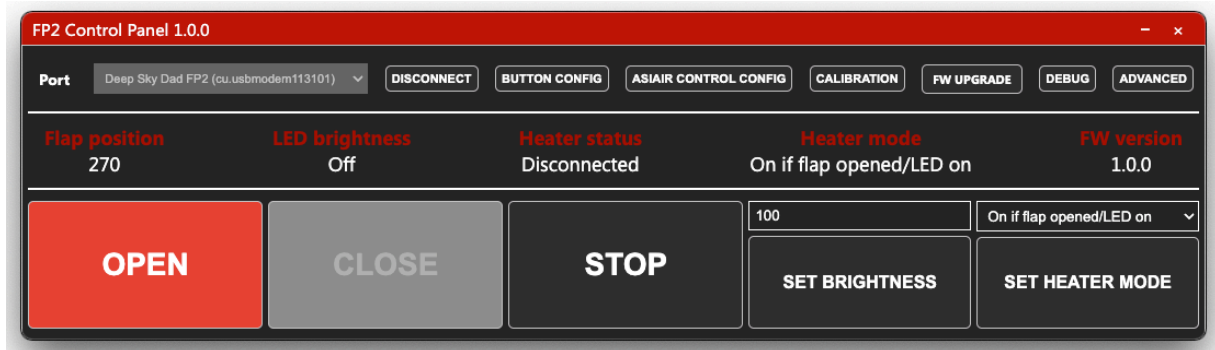 FP2 Control Panel 1.0.0
Port Deep Sky Dad FP2 (cu.usbmodem113101) DISCONNECT BUTTON CONFIG ASIAIR CONTROL CONFIG CALIBRATION FW UPGRADE DEBUG ADVANCED
Flap position LED brightness Heater status Heater mode FW version
270 Off Disconnected On if flap opened/LED on 1.0.0
100 On if flap opened/LED on
OPEN CLOSE STOP SET BRIGHTNESS SET HEATER MODE